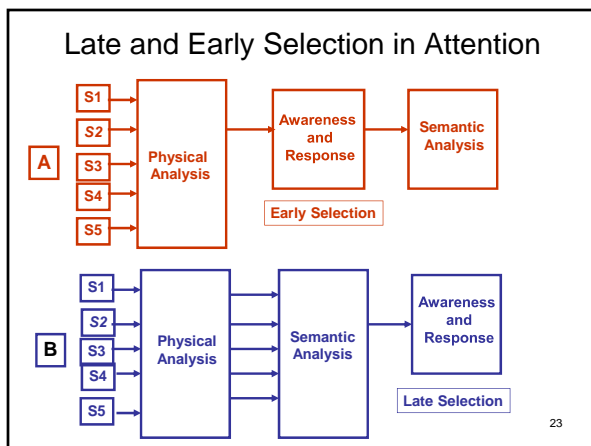 Late and Early Selection in Attention
A
S1
S2
S3
S4
S5
Physical
Analysis
Awareness
and
Response
Semantic
Analysis
Early Selection
B
S1
S2
S3
S4
S5
Physical
Analysis
Semantic
Analysis
Awareness
and
Response
Late Selection
23